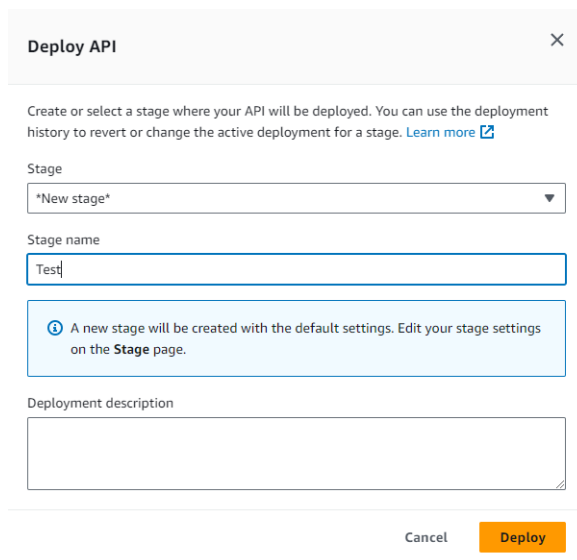 Deploy API
Create or select a stage where your API will be deployed. You can use the deployment
history to revert or change the active deployment for a stage. Learn more
Stage
*New stage*
Stage name
Test
A new stage will be created with the default settings. Edit your stage settings
on the Stage page.
Deployment description
Cancel
Deploy